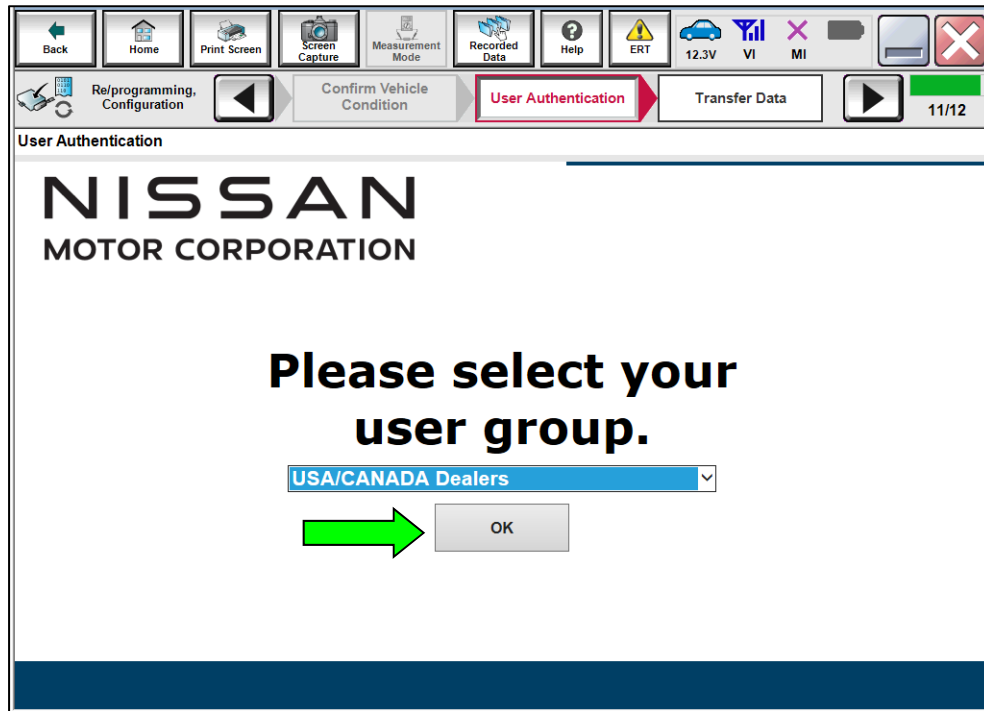 Back
Home
Print Screen
Screen
Capture
Measurement
Mode
Recorded
Data
Help
ERT
12.3V
VI
MI
Re/programming,
Configuration
Confirm Vehicle
Condition
User Authentication
Transfer Data
11/12
User Authentication
NISSAN
MOTOR CORPORATION
Please select your
user group.
USA/CANADA Dealers
OK